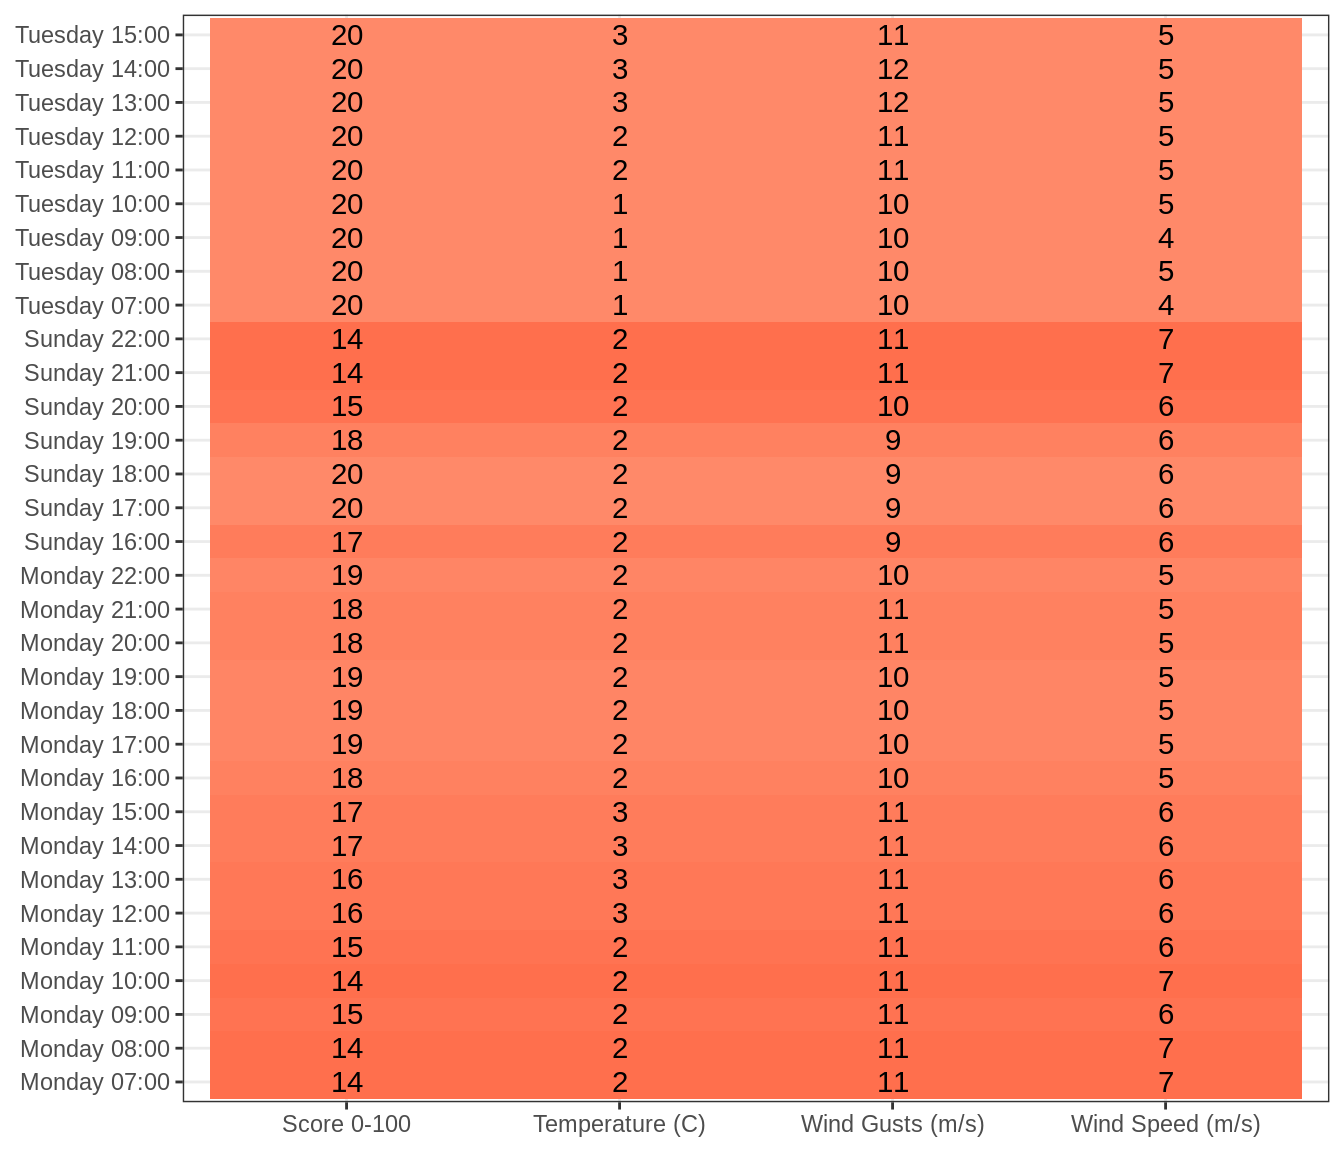 Tuesday 15:00 20 3 11 5
Tuesday 14:00 20 3 12 5
Tuesday 13:00 20 3 12 5
Tuesday 12:00 20 2 11 5
Tuesday 11:00 20 2 11 5
Tuesday 10:00 20 1 10 5
Tuesday 09:00 20 1 10 4
Tuesday 08:00 20 1 10 5
Tuesday 07:00 20 1 10 4
Sunday 22:00 14 2 11 7
Sunday 21:00 14 2 11 7
Sunday 20:00 15 2 10 6
Sunday 19:00 18 2 9 6
Sunday 18:00 20 2 9 6
Sunday 17:00 20 2 9 6
Sunday 16:00 17 2 9 6
Monday 22:00 19 2 10 5
Monday 21:00 18 2 11 5
Monday 20:00 18 2 11 5
Monday 19:00 19 2 10 5
Monday 18:00 19 2 10 5
Monday 17:00 19 2 10 5
Monday 16:00 18 2 10 5
Monday 15:00 17 3 11 6
Monday 14:00 17 3 11 6
Monday 13:00 16 3 11 6
Monday 12:00 16 3 11 6
Monday 11:00 15 2 11 6
Monday 10:00 14 2 11 7
Monday 09:00 15 2 11 6
Monday 08:00 14 2 11 7
Monday 07:00 14 2 11 7
Score 0-100 Temperature (C) Wind Gusts (m/s) Wind Speed (m/s)